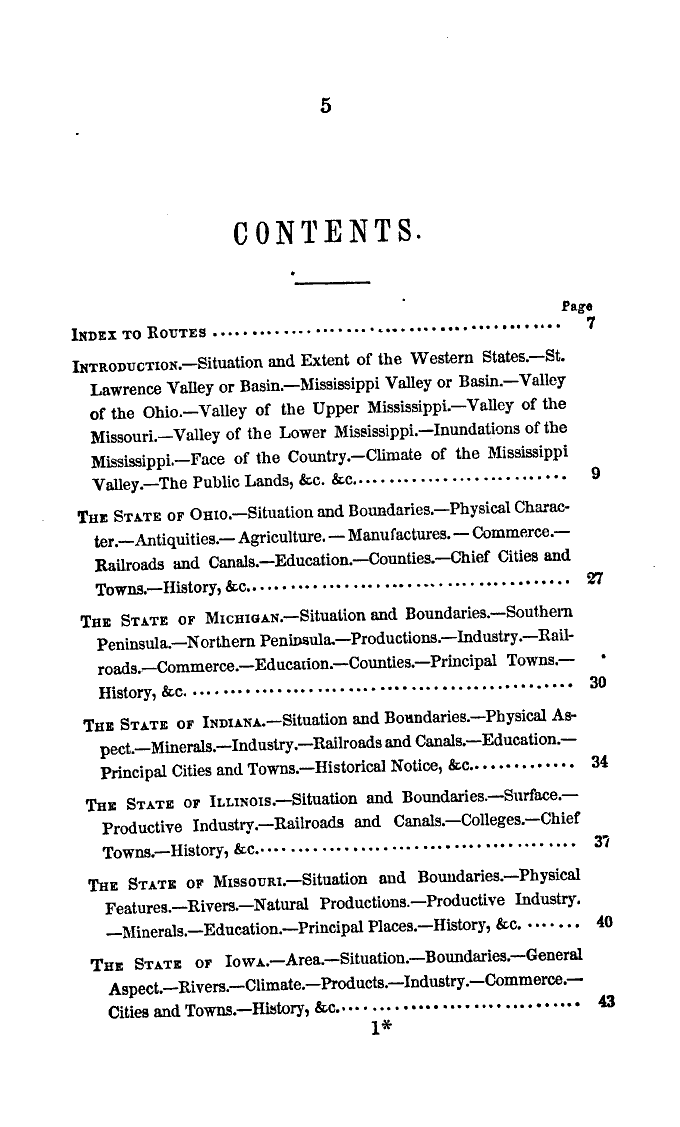 5
CONTENTS.
Page
INDEX TO ROUTES ............................................. 7
INTRODUCTION.—Situation and Extent of the Western States.—St.
Lawrence Valley or Basin.—Mississippi Valley or Basin.—Valley
of the Ohio.—Valley of the Upper Mississippi.—Valley of the
Missouri.—Valley of the Lower Mississippi.—Inundations of the
Mississippi.—Face of the Country.—Climate of the Mississippi
Valley.—The Public Lands, &c. &c........................... 9
THE STATE OF OHIO.—Situation and Boundaries.—Physical Charac-
ter.—Antiquities.—Agriculture.—Manufactures.—Commerce.—
Railroads and Canals.—Education.—Counties.—Chief Cities and
Towns.—History, &c......................................... 27
THE STATE OF MICHIGAN.—Situation and Boundaries.—Southern
Peninsula.—Northern Peninsula.—Productions.—Industry.—Rail-
roads.—Commerce.—Education.—Counties.—Principal Towns.—
History, &c. ................................................ 30
THE STATE OF INDIANA.—Situation and Boundaries.—Physical As-
pect.—Minerals.—Industry.—Railroads and Canals.—Education.—
Principal Cities and Towns.—Historical Notice, &c.............. 34
THE STATE OF ILLINOIS.—Situation and Boundaries.—Surface.—
Productive Industry.—Railroads and Canals.—Colleges.—Chief
Towns.—History, &c........................................ 37
THE STATE OF MISSOURI.—Situation and Boundaries.—Physical
Features.—Rivers.—Natural Productions.—Productive Industry.
—Minerals.—Education.—Principal Places.—History, &c. ....... 40
THE STATE OF IOWA.—Area.—Situation.—Boundaries.—General
Aspect.—Rivers.—Climate.—Products.—Industry.—Commerce.—
Cities and Towns.—History, &c............................... 43
1*